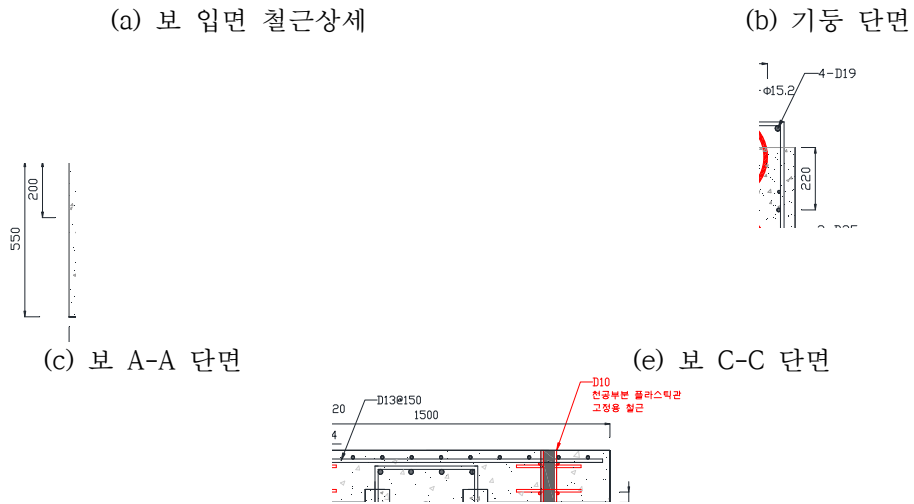 (a) 보 입면 철근상세
(b) 기둥 단면
4-D19
Φ15.2
220
200
550
(c) 보 A-A 단면
(e) 보 C-C 단면
D10
천공부분 플라스틱관
고정용 철근
D13@150
20
1500
4